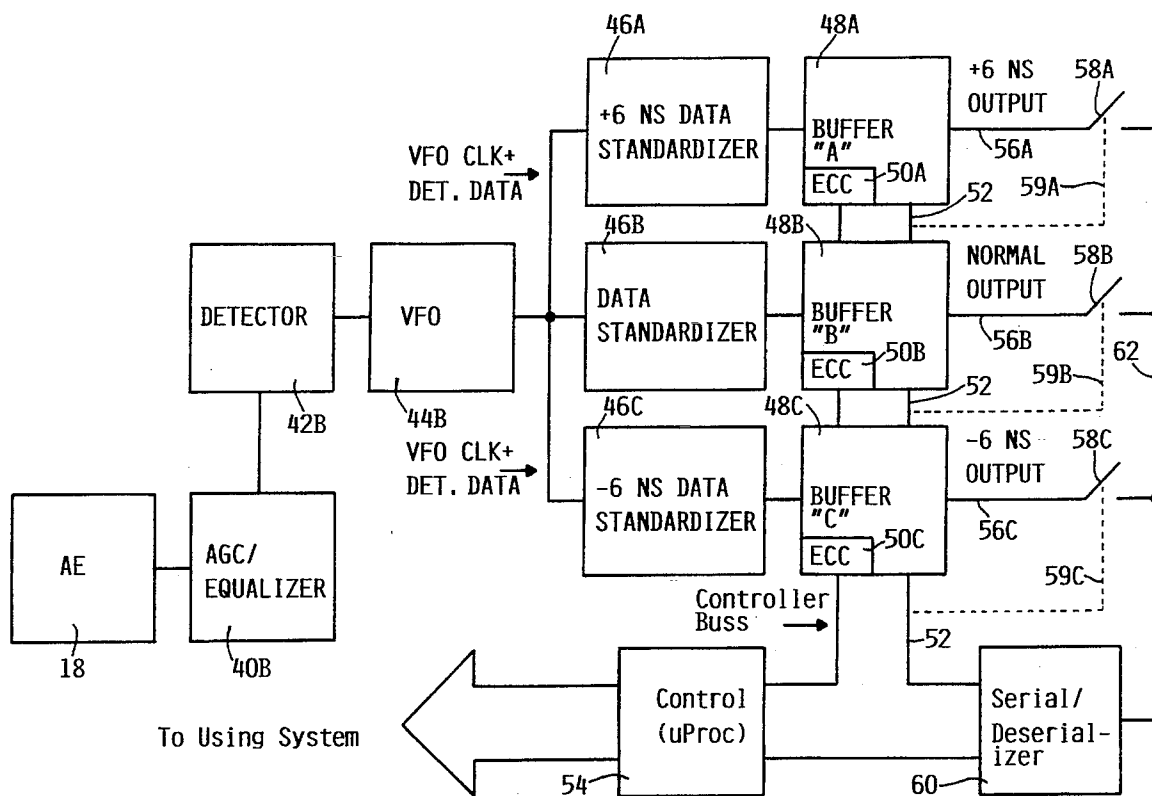 46A
48A
+6 NS
OUTPUT
58A
+6 NS DATA
STANDARDIZER
BUFFER
"A"
ECC
50A
56A
VFO CLK+
DET. DATA
59A
52
46B
48B
NORMAL
OUTPUT
58B
DETECTOR
VFO
DATA
STANDARDIZER
BUFFER
"B"
ECC
50B
56B
62
59B
52
42B
44B
46C
48C
-6 NS
OUTPUT
58C
VFO CLK+
DET. DATA
-6 NS DATA
STANDARDIZER
BUFFER
"C"
ECC
50C
56C
AE
AGC/
EQUALIZER
59C
Controller
Buss
52
18
40B
To Using System
Control
(uProc)
Serial/
Deserial-
izer
54
60